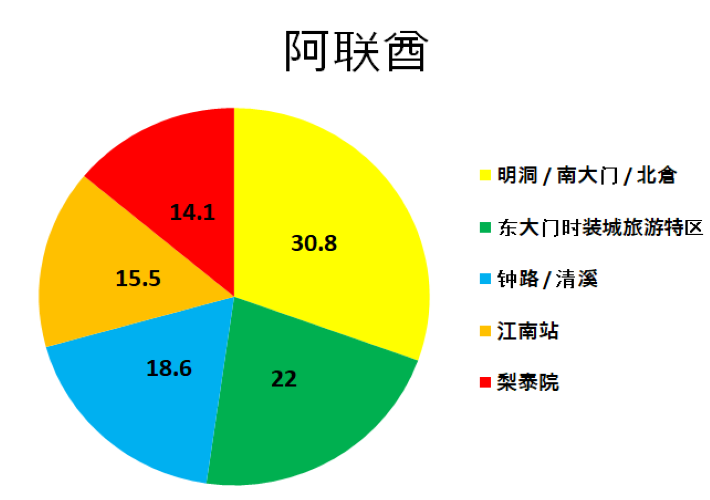 阿联酋
30.8
22
18.6
15.5
14.1
明洞 / 南大门 / 北倉
东大门时装城旅游特区
钟路 / 清溪
江南站
梨泰院